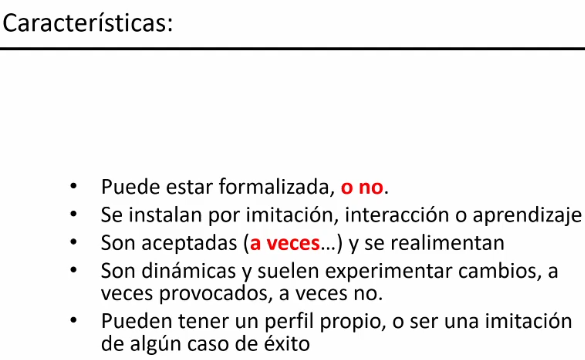 Características:
• Puede estar formalizada, o no.
• Se instalan por imitación, interacción o aprendizaje
• Son aceptadas (a veces...) y se realimentan
• Son dinámicas y suelen experimentar cambios, a
veces provocados, a veces no.
• Pueden tener un perfil propio, o ser una imitación
de algún caso de éxito